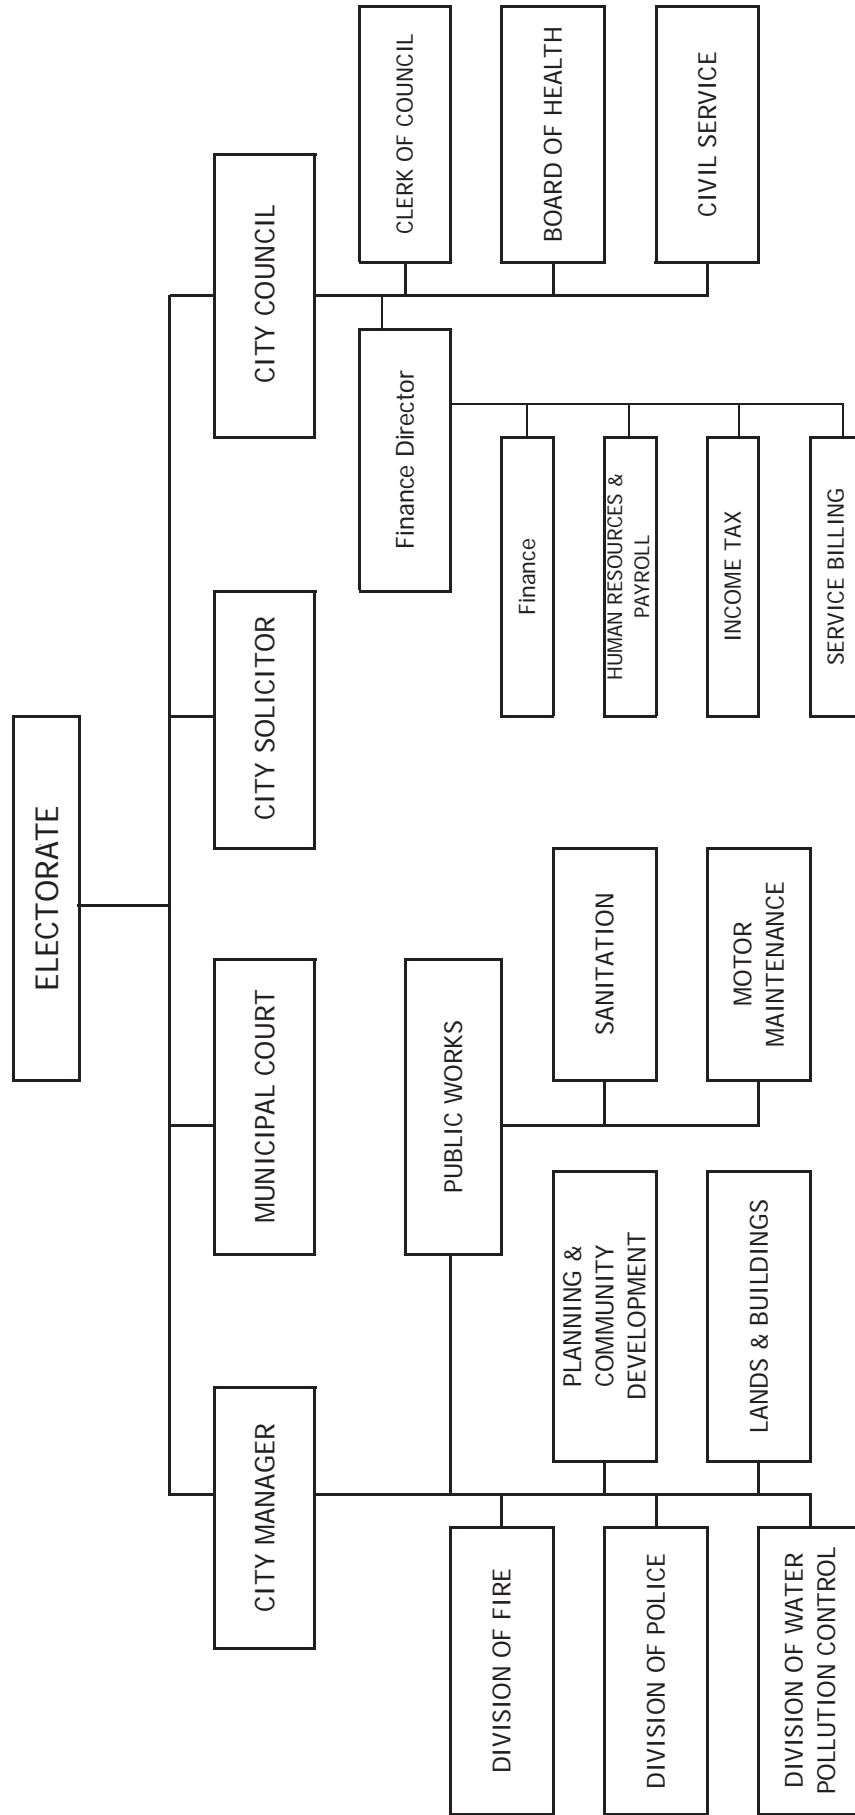 ELECTORATE
CITY MANAGER
MUNICIPAL COURT
CITY SOLICITOR
CITY COUNCIL
DIVISION OF FIRE
DIVISION OF POLICE
DIVISION OF WATER
POLLUTION CONTROL
PUBLIC WORKS
PLANNING &
COMMUNITY
DEVELOPMENT
LANDS & BUILDINGS
SANITATION
MOTOR
MAINTENANCE
Finance Director
Finance
HUMAN RESOURCES &
PAYROLL
INCOME TAX
SERVICE BILLING
CLERK OF COUNCIL
BOARD OF HEALTH
CIVIL SERVICE